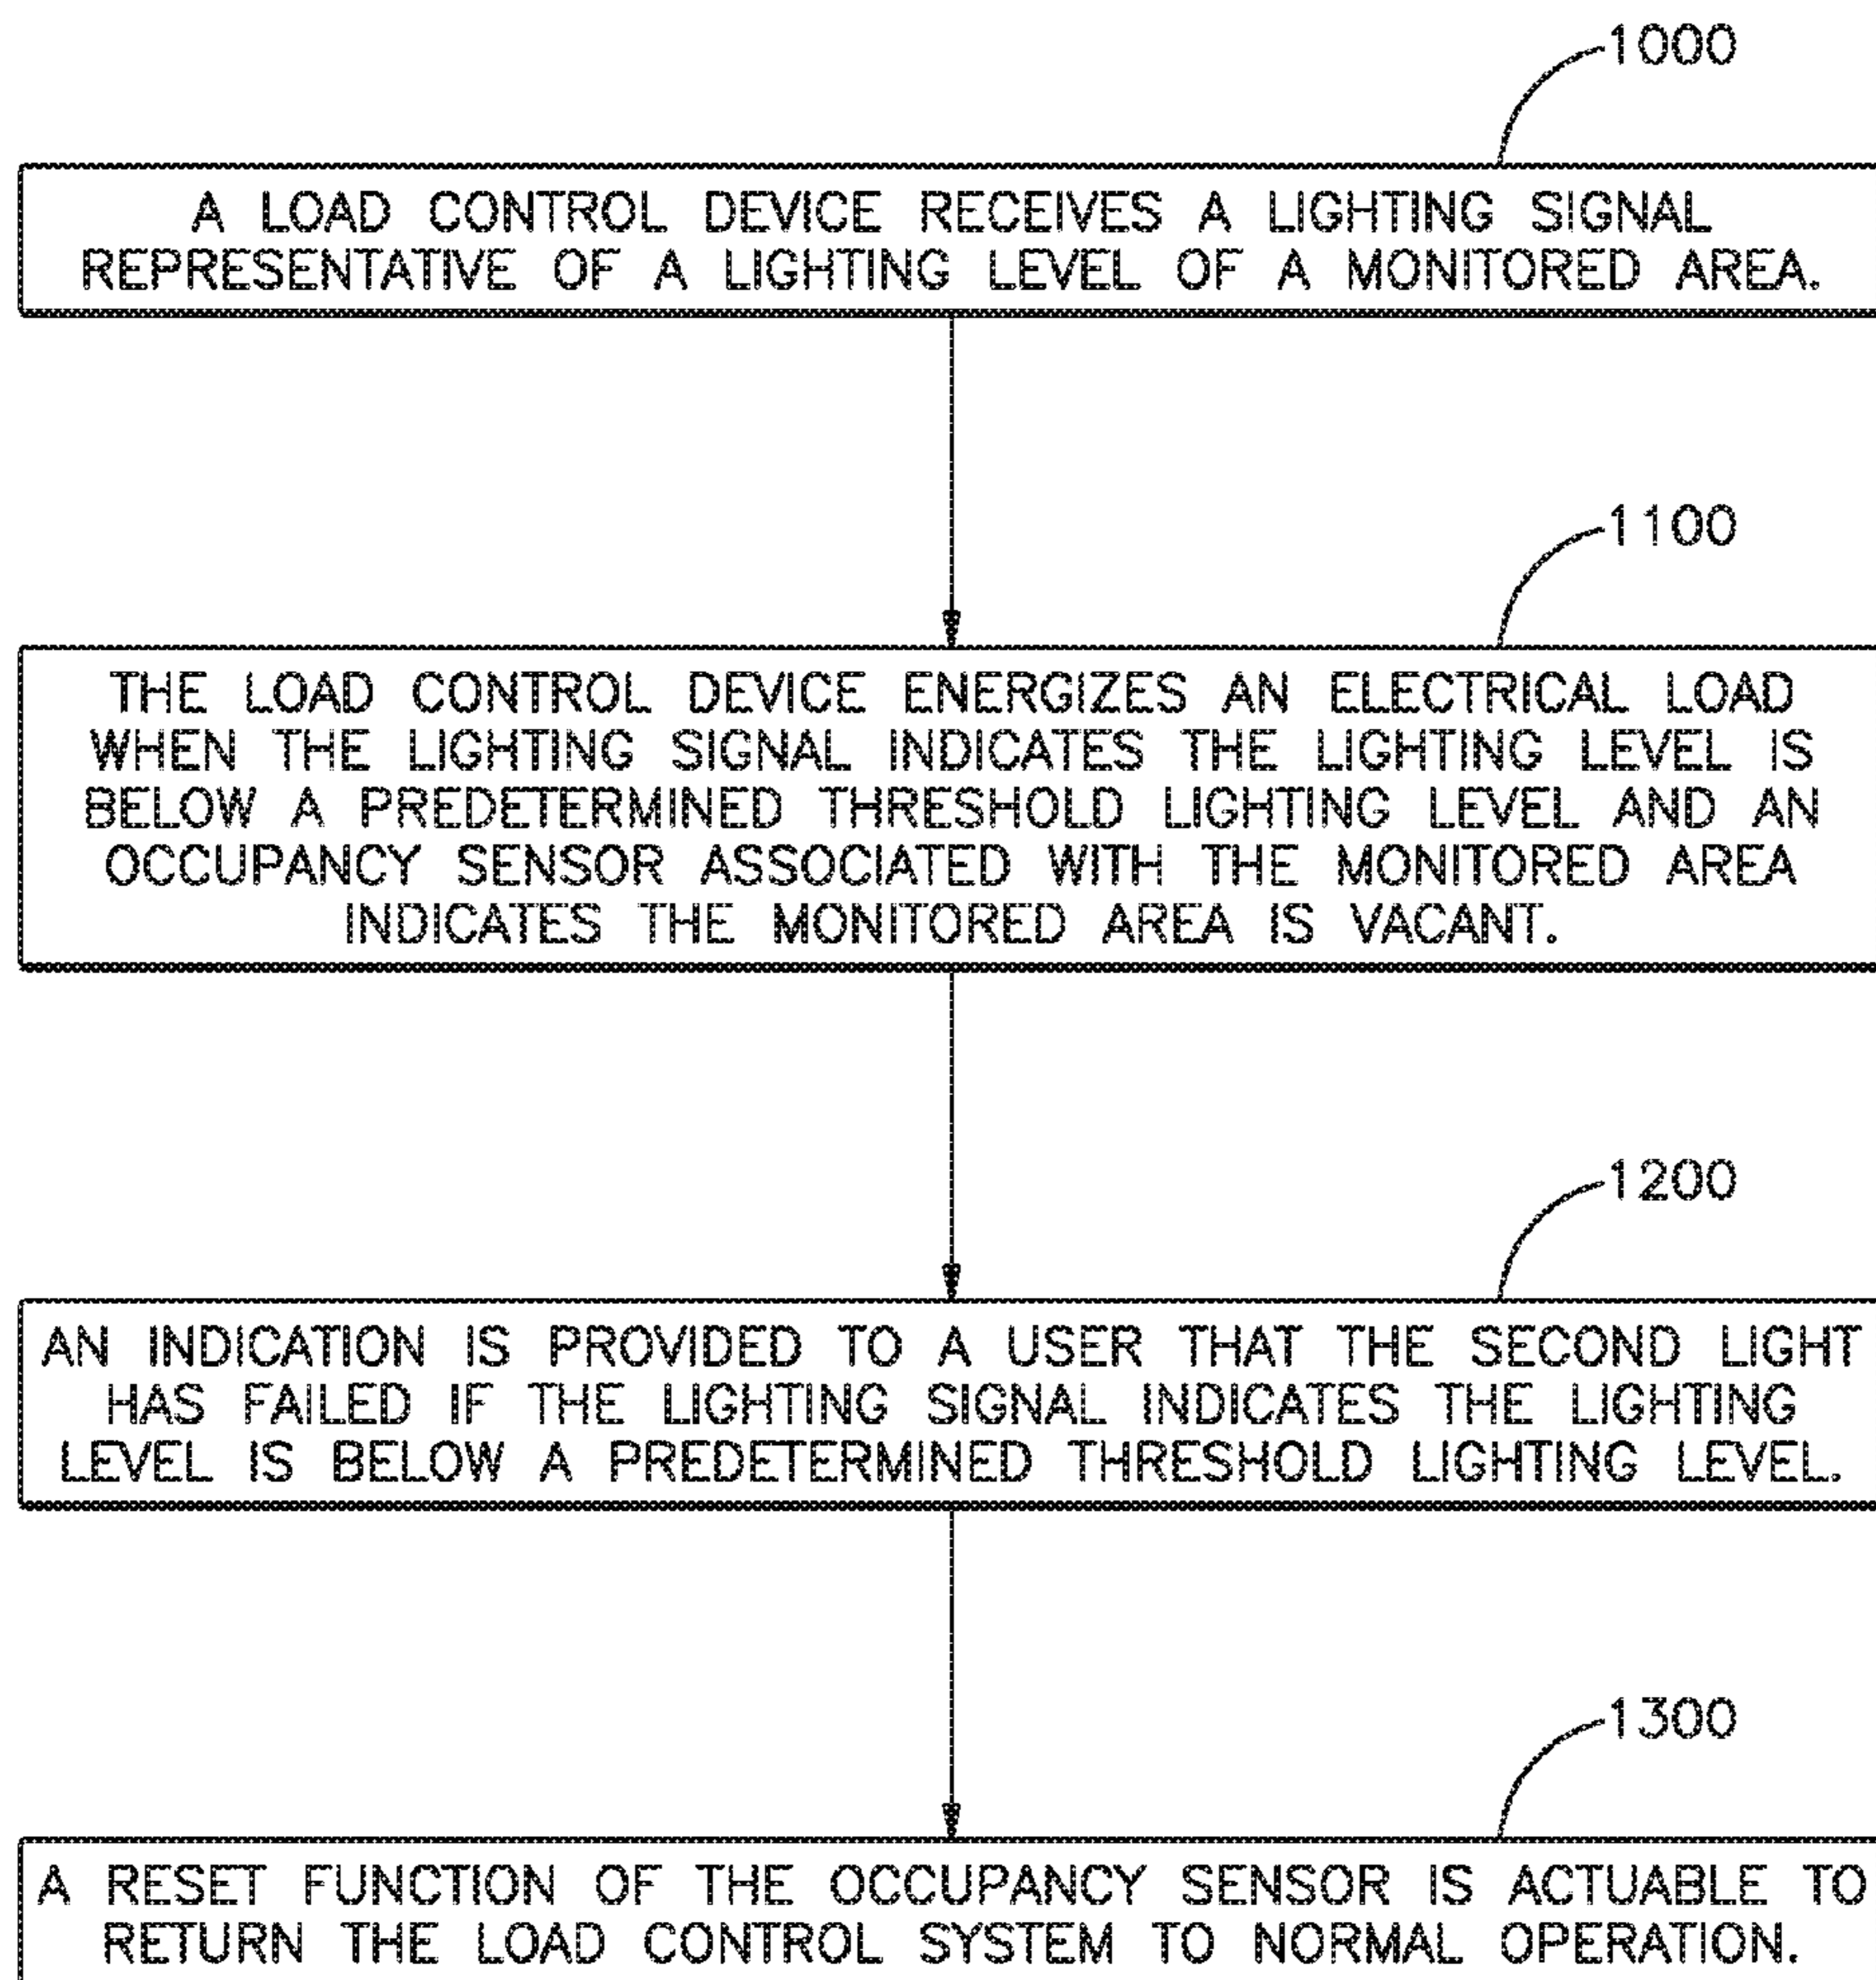 1000
A LOAD CONTROL DEVICE RECEIVES A LIGHTING SIGNAL
REPRESENTATIVE OF A LIGHTING LEVEL OF A MONITORED AREA.
1100
THE LOAD CONTROL DEVICE ENERGIZES AN ELECTRICAL LOAD
WHEN THE LIGHTING SIGNAL INDICATES THE LIGHTING LEVEL IS
BELOW A PREDETERMINED THRESHOLD LIGHTING LEVEL AND AN
OCCUPANCY SENSOR ASSOCIATED WITH THE MONITORED AREA
INDICATES THE MONITORED AREA IS VACANT.
1200
AN INDICATION IS PROVIDED TO A USER THAT THE SECOND LIGHT
HAS FAILED IF THE LIGHTING SIGNAL INDICATES THE LIGHTING
LEVEL IS BELOW A PREDETERMINED THRESHOLD LIGHTING LEVEL.
1300
A RESET FUNCTION OF THE OCCUPANCY SENSOR IS ACTUABLE TO
RETURN THE LOAD CONTROL SYSTEM TO NORMAL OPERATION.